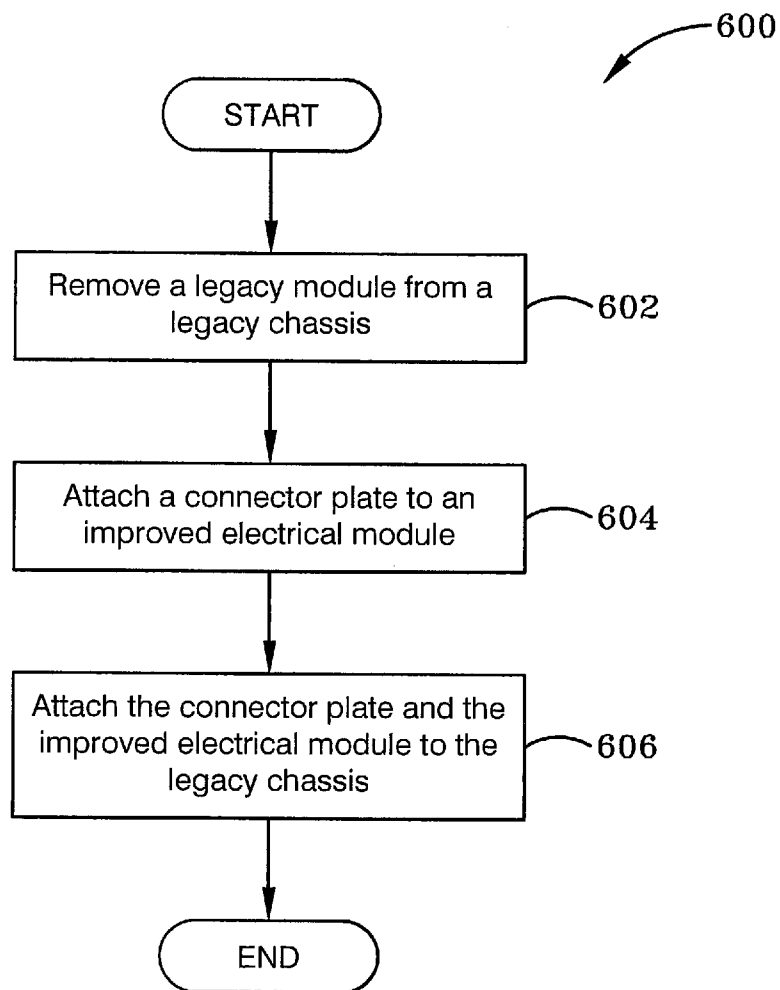 600
START
Remove a legacy module from a
legacy chassis
602
Attach a connector plate to an
improved electrical module
604
Attach the connector plate and the
improved electrical module to the
legacy chassis
606
END